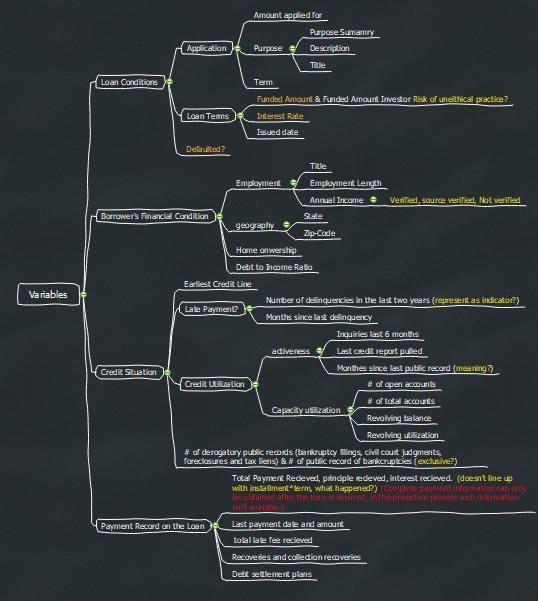 Amount applied for
Purpose Sumamry
Application
Purpose
Description
Title
Loan Conditions
Term
Funded Amount & Funded Amount Investor Risk of uneithical practice?
Loan Terms
Interest Rate
Issued date
Defaulted?
Title
Employment
Employment Length
Annual Income
Verified, source verified, Not verified
Borrower's Financial Condition
geography
State
Zip-Code
Home onwership
Debt to Income Ratio
Variables
Earliest Credit Line
Late Payment?
Number of delinquencies in the last two years (represent as indicator?)
Months since last delinquency
Inquiries last 6 months
activeness
Last credit report pulled
Monthes since last public record (meaning?)
Credit Situation
Credit Utilization
# of open accounts
# of total accounts
Capacity utilization
Revolving balance
Revolving utilization
# of derogatory public records (bankruptcy filings, civil court judgments,
foreclosures and tax liens) & # of public record of bankcruptcies (exclusive?)
Total Payment Recieved, principle recieved, interest recieved. (doesn't line up
with installment*term, what happened?) (Complete payment information can only
be obtained after the loan is serviced, in the predictive process such information
isn't available.)
Payment Record on the Loan
Last payment date and amount
total late fee recieved
Recoveries and collection recoveries
Debt settlement plans